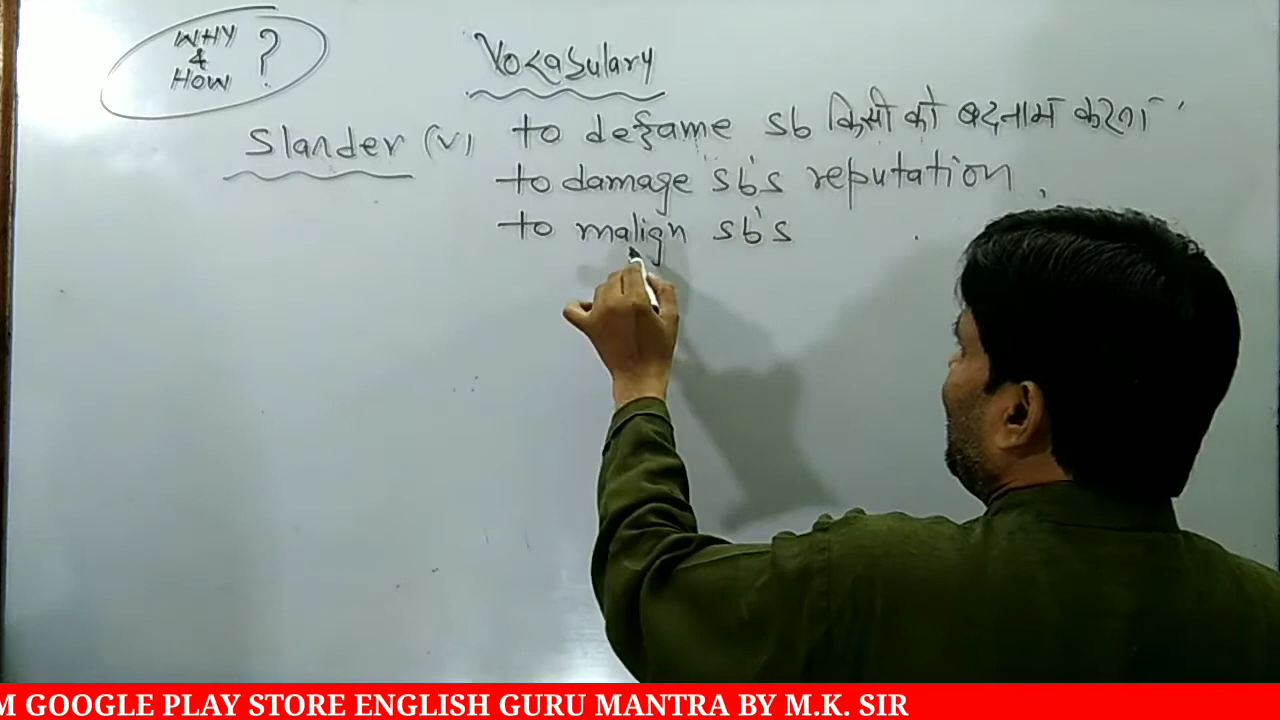 WHY
&
HOW
?
Vocabulary
Slander (v) to defame sb किसी को बदनाम करना
to damage sb's reputation,
to malign sb's
M GOOGLE PLAY STORE ENGLISH GURU MANTRA BY M.K. SIR